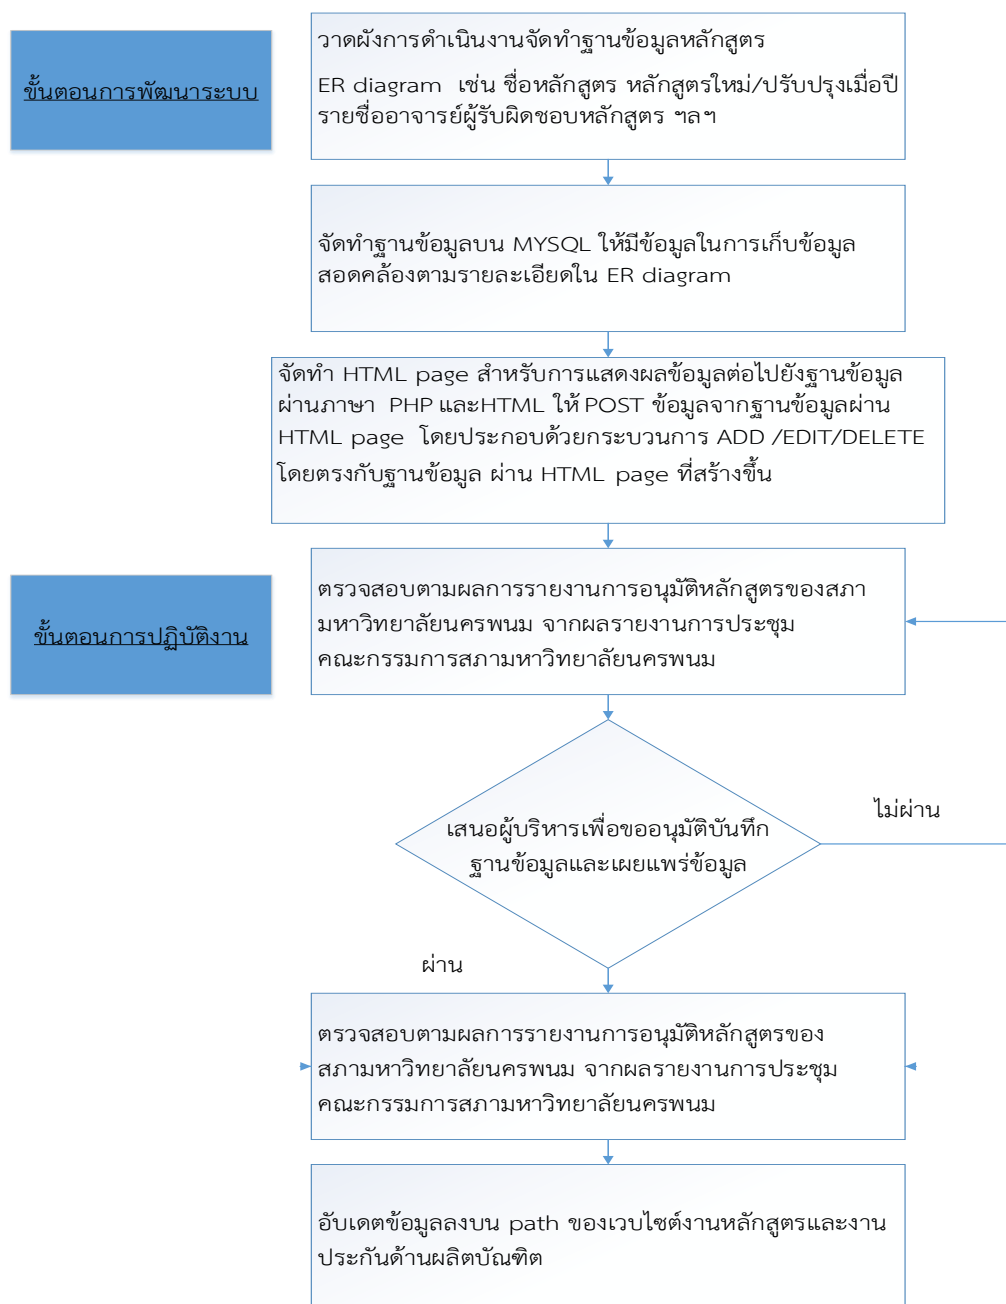 ขั้นตอนการพัฒนาระบบ
วาดผังการดำเนินงานจัดทำฐานข้อมูลหลักสูตร
ER diagram เช่น ชื่อหลักสูตร หลักสูตรใหม่/ปรับปรุงเมื่อปี
รายชื่ออาจารย์ผู้รับผิดชอบหลักสูตร ฯลฯ
จัดทำฐานข้อมูลบน MYSQL ให้มีข้อมูลในการเก็บข้อมูล
สอดคล้องตามรายละเอียดใน ER diagram
จัดทำ HTML page สำหรับการแสดงผลข้อมูลต่อไปยังฐานข้อมูล
ผ่านภาษา PHP และHTML ให้ POST ข้อมูลจากฐานข้อมูลผ่าน
HTML page โดยประกอบด้วยกระบวนการ ADD /EDIT/DELETE
โดยตรงกับฐานข้อมูล ผ่าน HTML page ที่สร้างขึ้น
ขั้นตอนการปฏิบัติงาน
ตรวจสอบตามผลการรายงานการอนุมัติหลักสูตรของสภา
มหาวิทยาลัยนครพนม จากผลรายงานการประชุม
คณะกรรมการสภามหาวิทยาลัยนครพนม
เสนอผู้บริหารเพื่อขออนุมัติบันทึก
ฐานข้อมูลและเผยแพร่ข้อมูล
ไม่ผ่าน
ผ่าน
ตรวจสอบตามผลการรายงานการอนุมัติหลักสูตรของ
สภามหาวิทยาลัยนครพนม จากผลรายงานการประชุม
คณะกรรมการสภามหาวิทยาลัยนครพนม
อับเดตข้อมูลลงบน path ของเวบไซต์งานหลักสูตรและงาน
ประกันด้านผลิตบัณฑิต